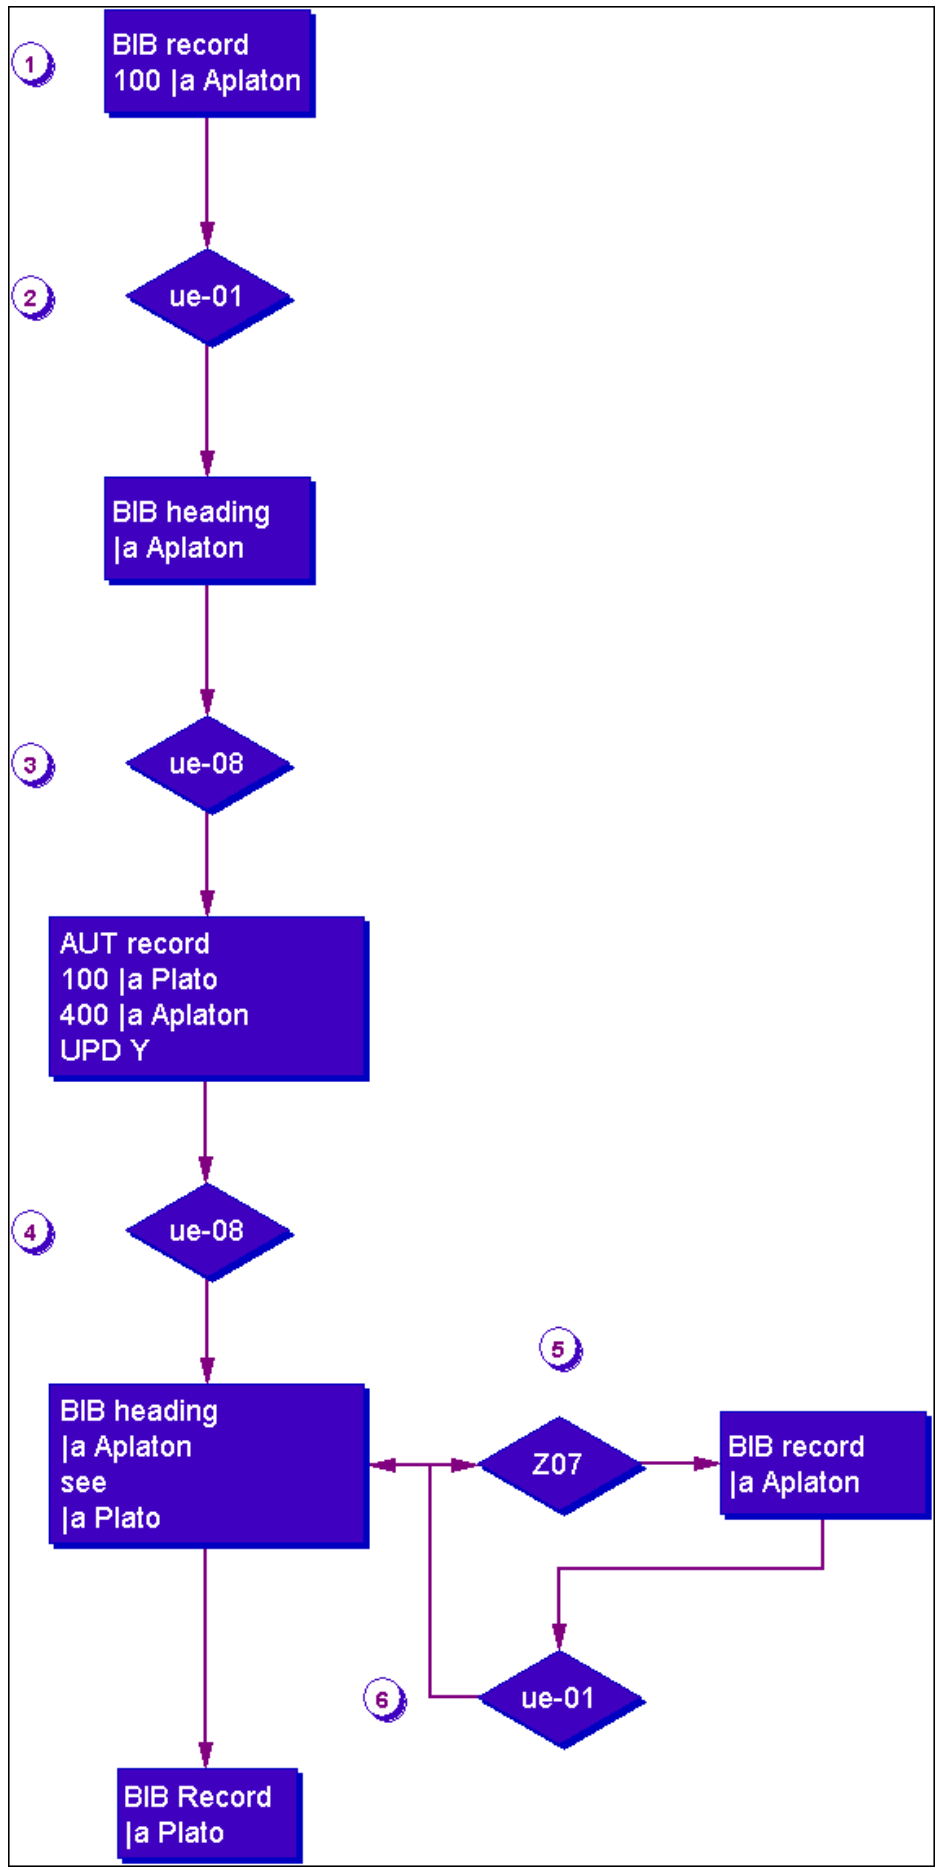 1
BIB record
100 |a Aplaton
2
ue-01
BIB heading
|a Aplaton
3
ue-08
AUT record
100 |a Plato
400 |a Aplaton
UPD Y
4
ue-08
BIB heading
|a Aplaton
see
|a Plato
5
Z07
BIB record
|a Aplaton
6
ue-01
BIB Record
|a Plato